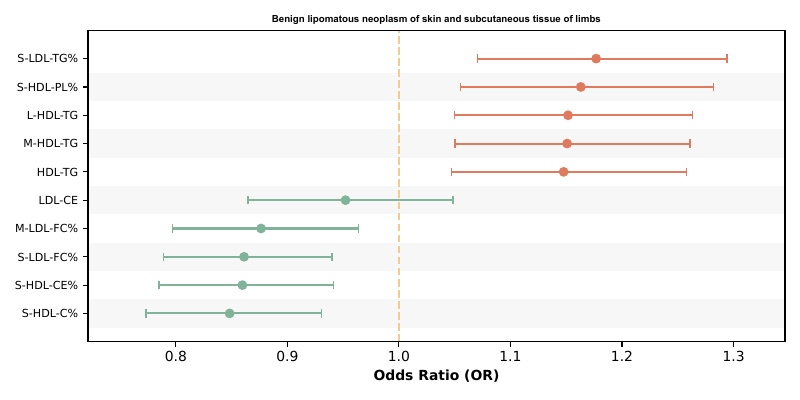 Benign lipomatous neoplasm of skin and subcutaneous tissue of limbs
S-LDL-TG%
S-HDL-PL%
L-HDL-TG
M-HDL-TG
HDL-TG
LDL-CE
M-LDL-FC%
S-LDL-FC%
S-HDL-CE%
S-HDL-C%
0.8 0.9 1.0 1.1 1.2 1.3
Odds Ratio (OR)